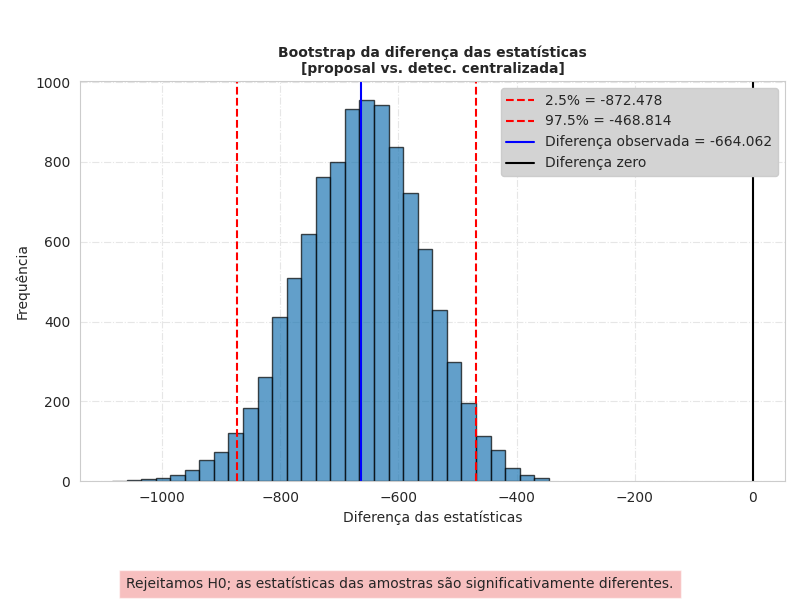 Bootstrap da diferença das estatísticas
[proposal vs. detec. centralizada]
2.5% = -872.478
97.5% = -468.814
Diferença observada = -664.062
Diferença zero
Frequência
1000
800
600
400
200
0
−1000
−800
−600
−400
−200
0
Diferença das estatísticas
Rejeitamos H0; as estatísticas das amostras são significativamente diferentes.